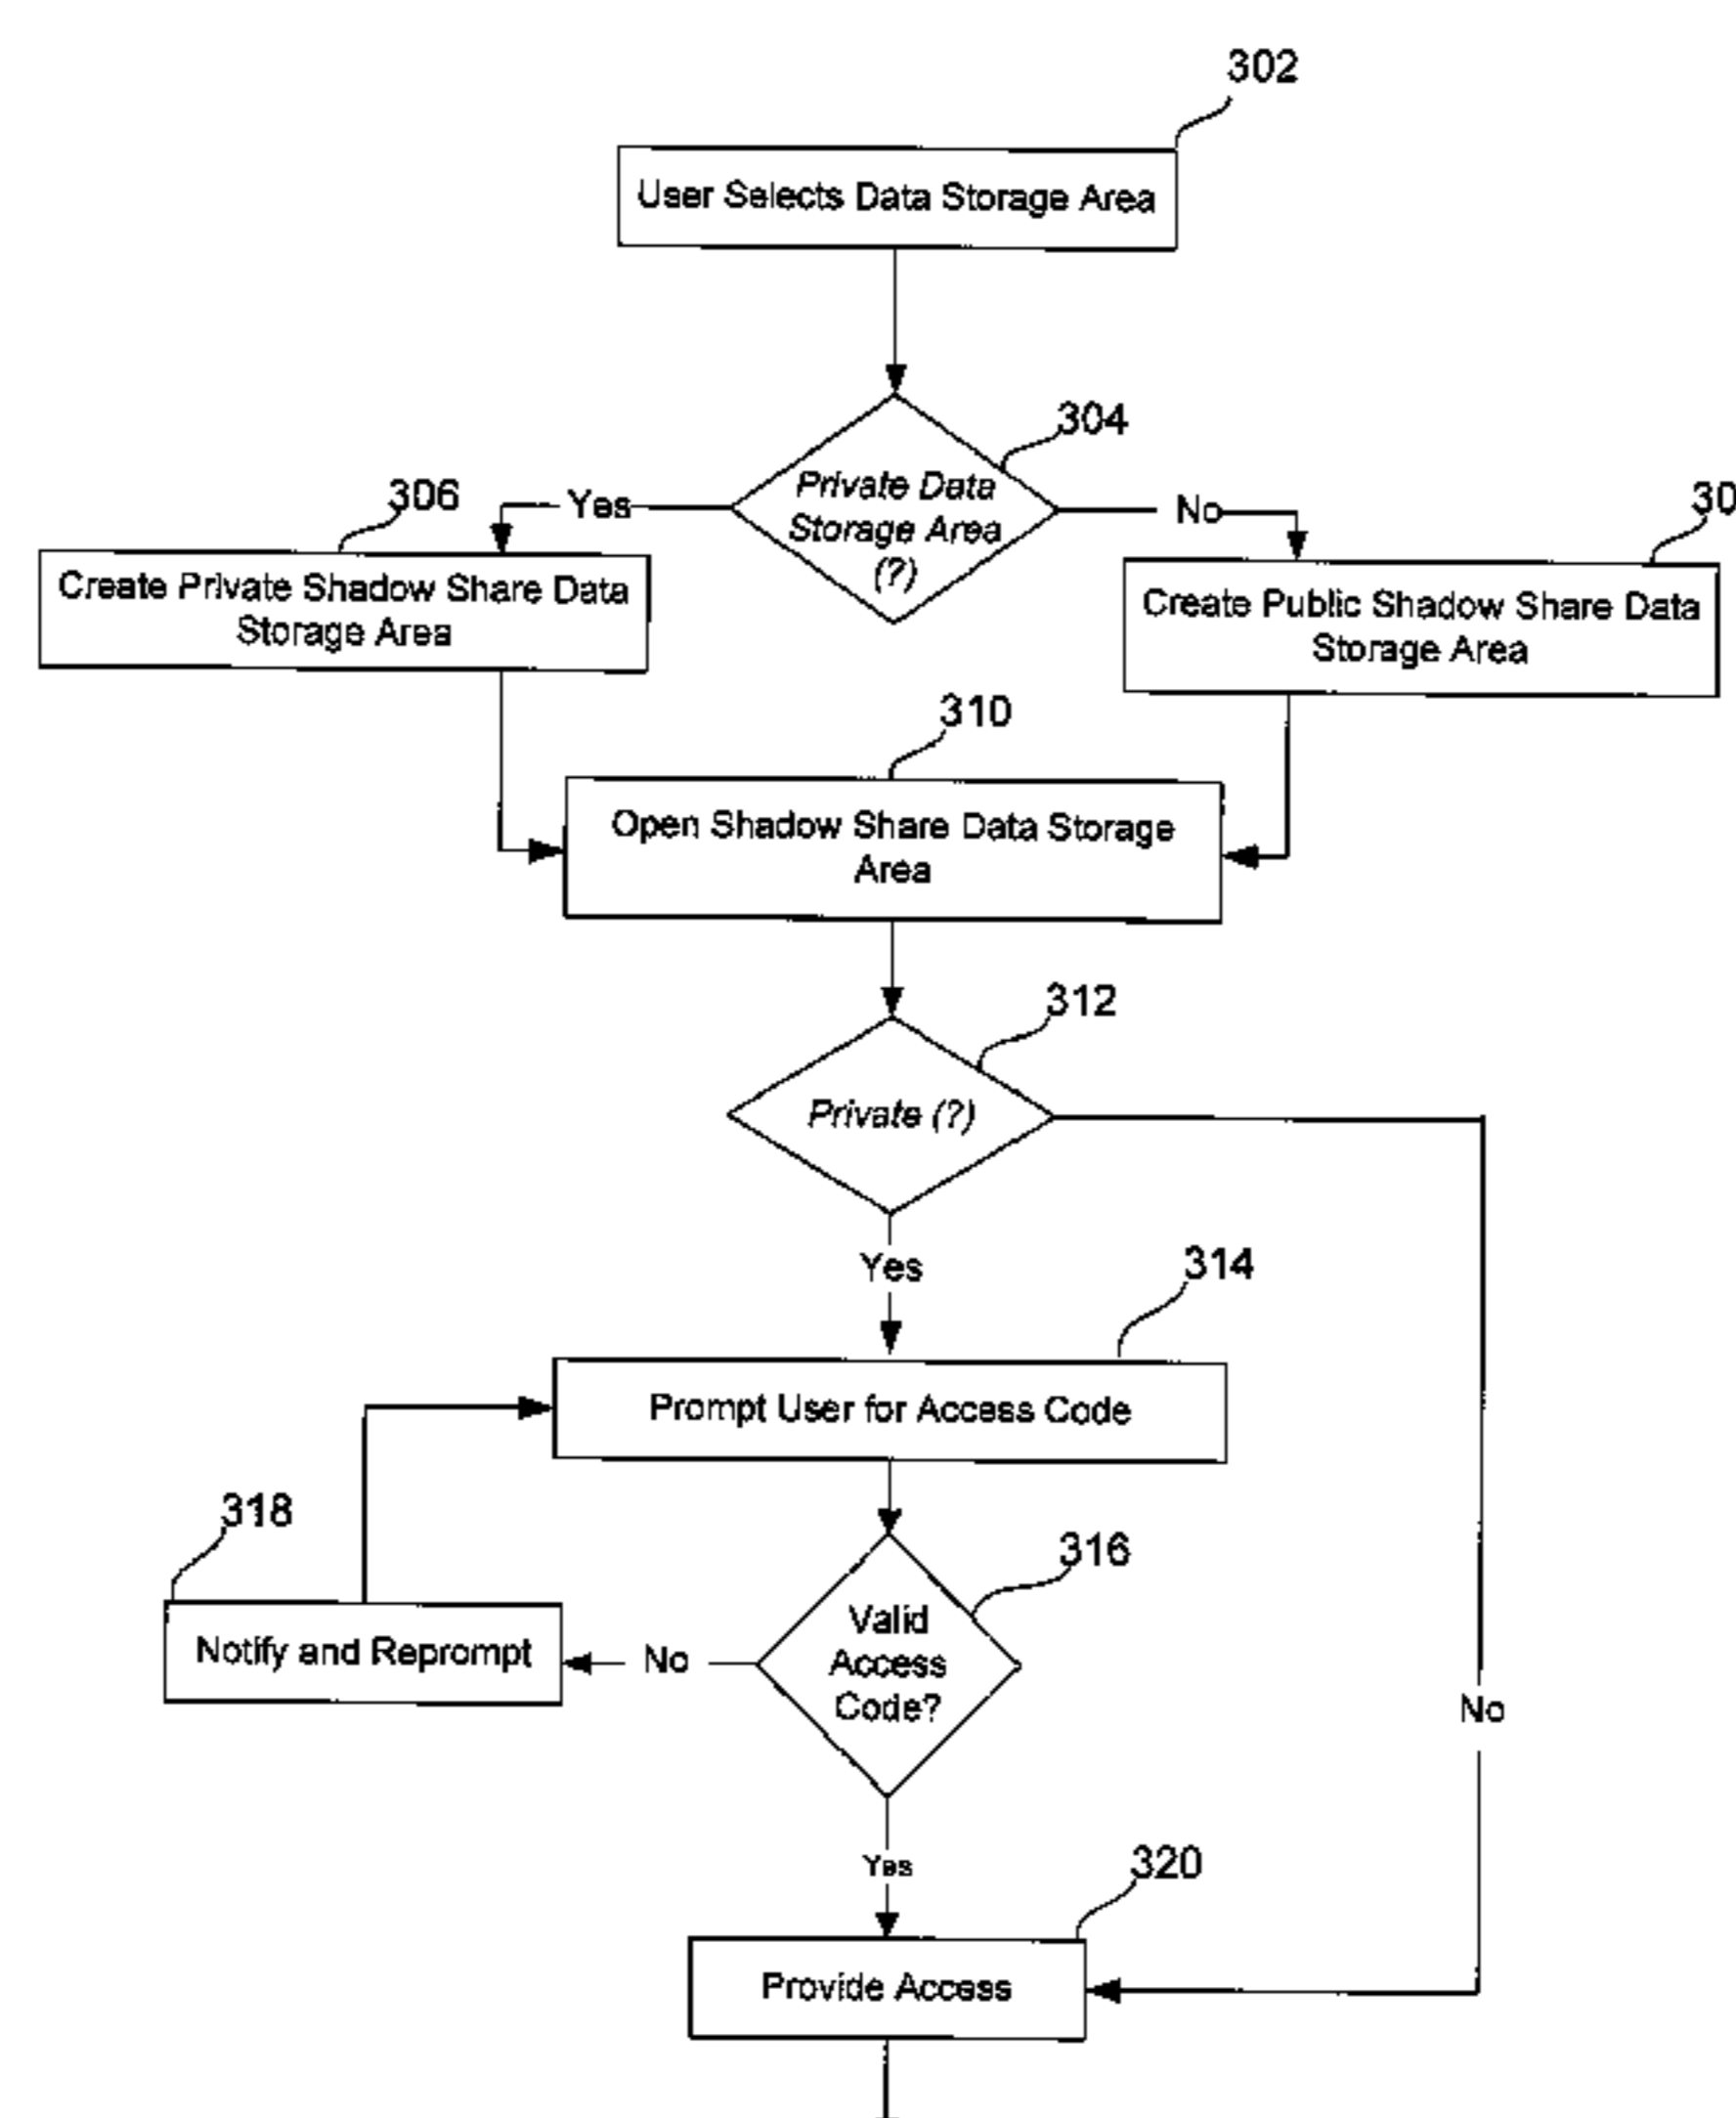 302
User Selects Data Storage Area
304
Private Data
Storage Area
(?)
Yes
No
306
30
Create Private Shadow Share Data
Storage Area
Create Public Shadow Share Data
Storage Area
310
Open Shadow Share Data Storage
Area
312
Private (?)
Yes
314
Prompt User for Access Code
318
316
Notify and Reprompt
No
Valid
Access
Code?
No
Yes
320
Provide Access